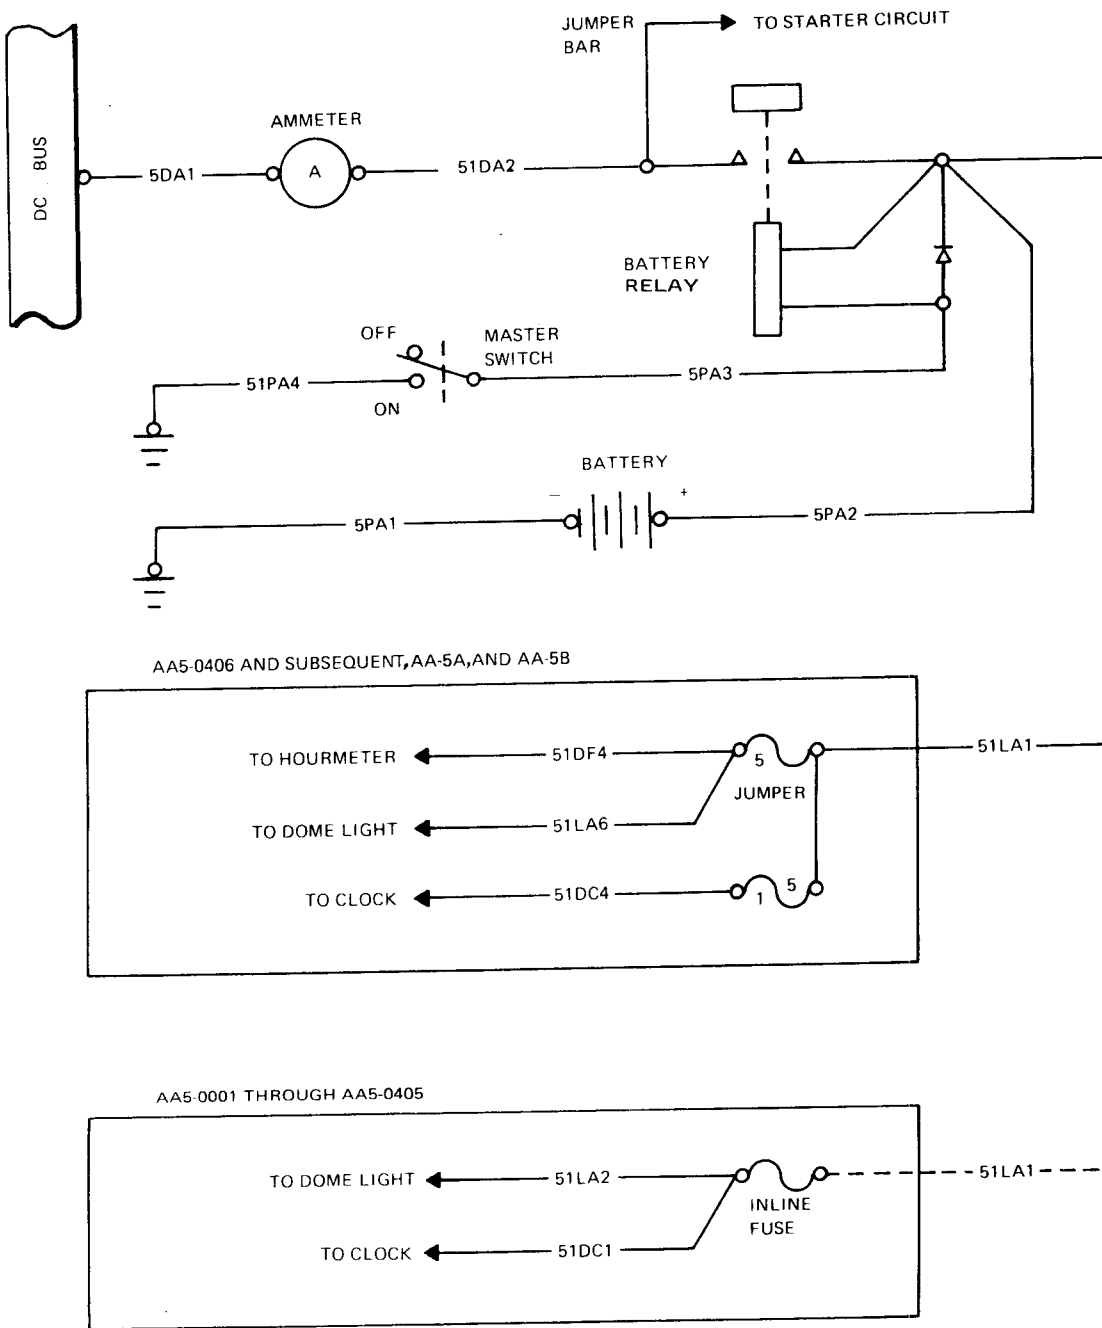 JUMPER
BAR
TO STARTER CIRCUIT
AMMETER
DC BUS
5DA1
A
51DA2
BATTERY
RELAY
OFF
MASTER
SWITCH
51PA4
5PA3
ON
BATTERY
– +
5PA1
5PA2
AA5-0406 AND SUBSEQUENT, AA-5A, AND AA-5B
TO HOURMETER
51DF4
5
51LA1
JUMPER
TO DOME LIGHT
51LA6
TO CLOCK
51DC4
1 5
AA5-0001 THROUGH AA5-0405
TO DOME LIGHT
51LA2
51LA1
INLINE
FUSE
TO CLOCK
51DC1